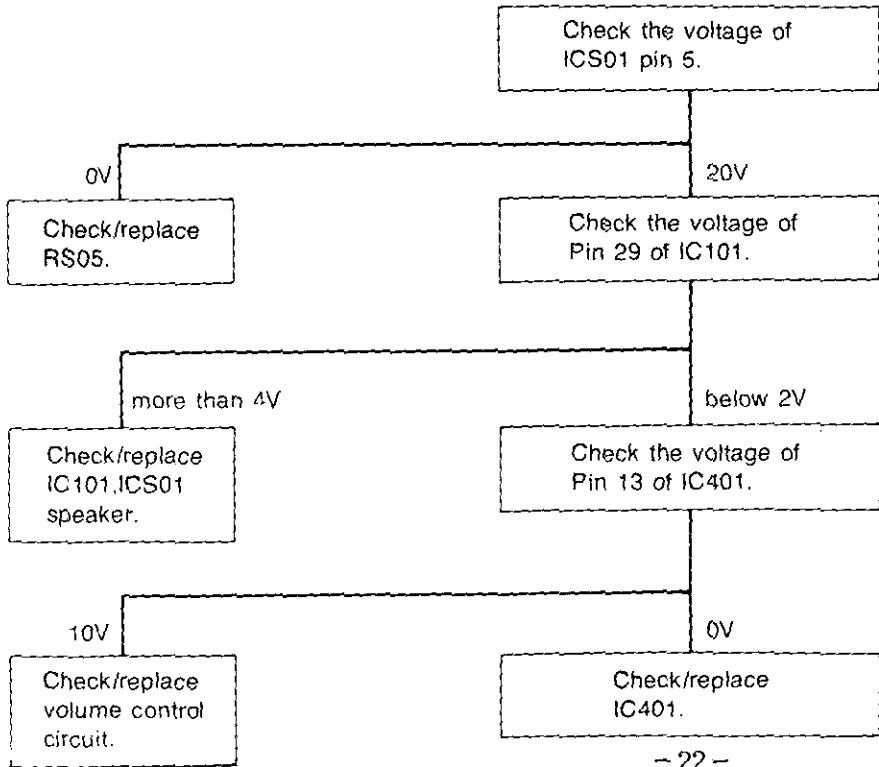 Check the voltage of
ICS01 pin 5.
0V
20V
Check/replace
RS05.
Check the voltage of
Pin 29 of IC101.
more than 4V
below 2V
Check/replace
IC101,ICS01
speaker.
Check the voltage of
Pin 13 of IC401.
10V
0V
Check/replace
volume control
circuit.
Check/replace
IC401.
– 22 –